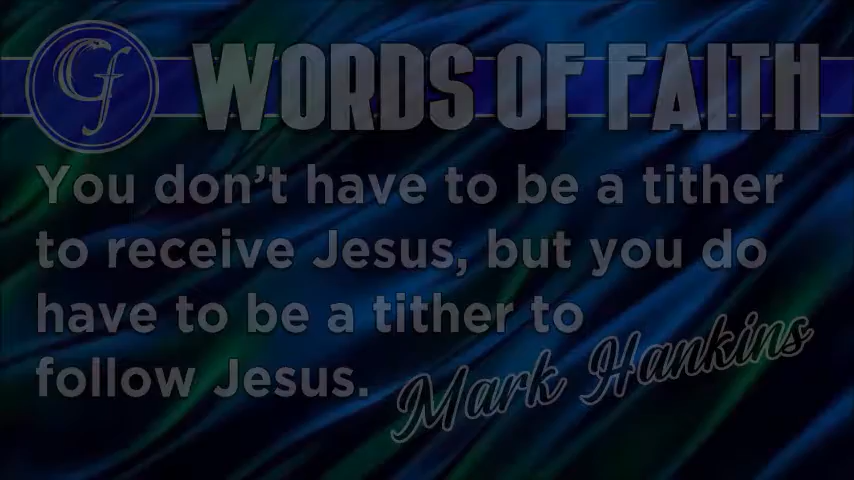 Gf
WORDS OF FAITH
You don't have to be a tither
to receive Jesus, but you do
have to be a tither to
follow Jesus.
Mark Hankins